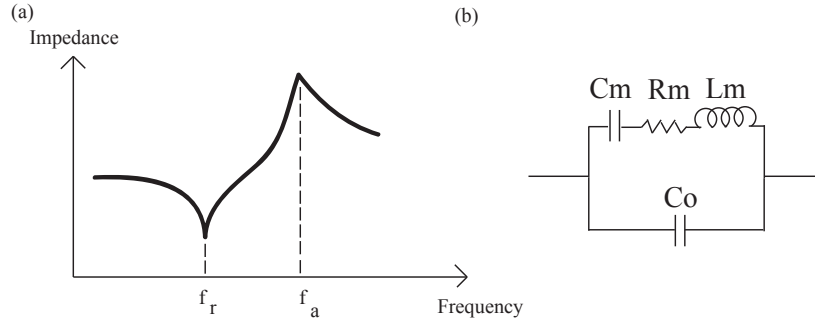 (a)
Impedance
f r
f a
Frequency
(b)
Cm Rm Lm
Co